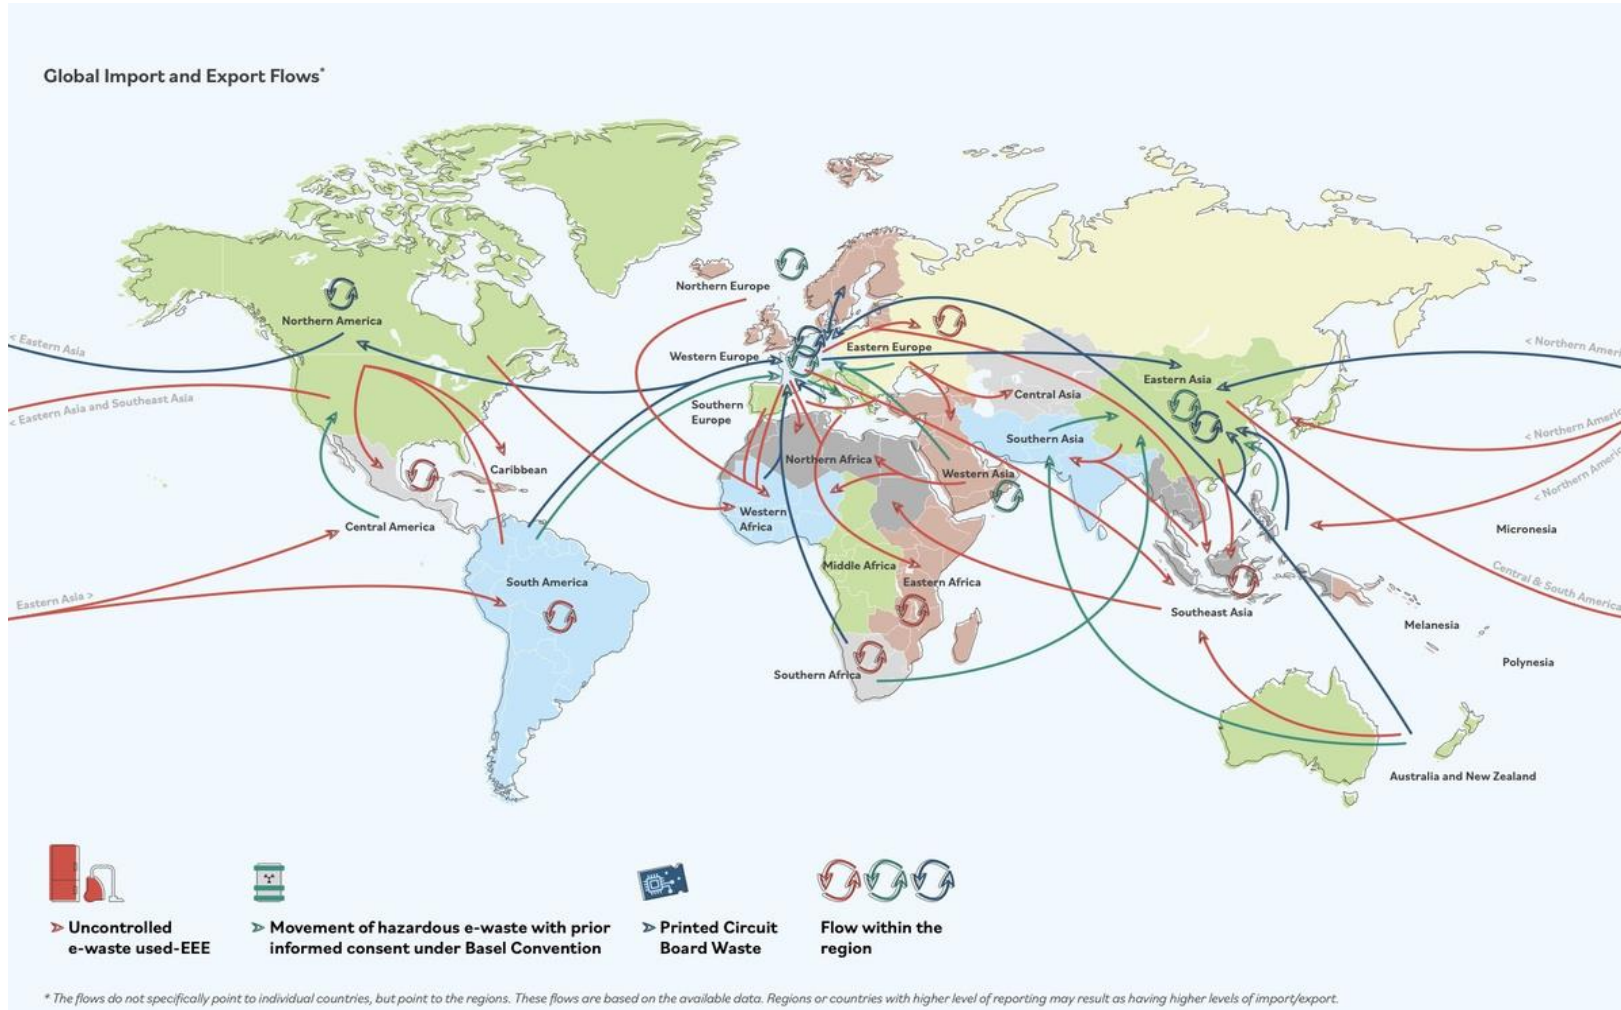 Global Import and Export Flows*
Northern Europe
Northern America
< Eastern Asia
< Northern Ameri
Western Europe
Eastern Europe
Eastern Asia
Central Asia
< Eastern Asia and Southeast Asia
Southern
Europe
Southern Asia
< Northern Americ
Northern Africa
Caribbean
Western Asia
< Northern Americ
Western
Africa
Central America
Micronesia
Middle Africa
South America
Eastern Africa
Central & South America
Eastern Asia >
Southeast Asia
Melanesia
Polynesia
Southern Africa
Australia and New Zealand
Uncontrolled
e-waste used-EEE
Movement of hazardous e-waste with prior
informed consent under Basel Convention
Printed Circuit
Board Waste
Flow within the
region
* The flows do not specifically point to individual countries, but point to the regions. These flows are based on the available data. Regions or countries with higher level of reporting may result as having higher levels of import/export.